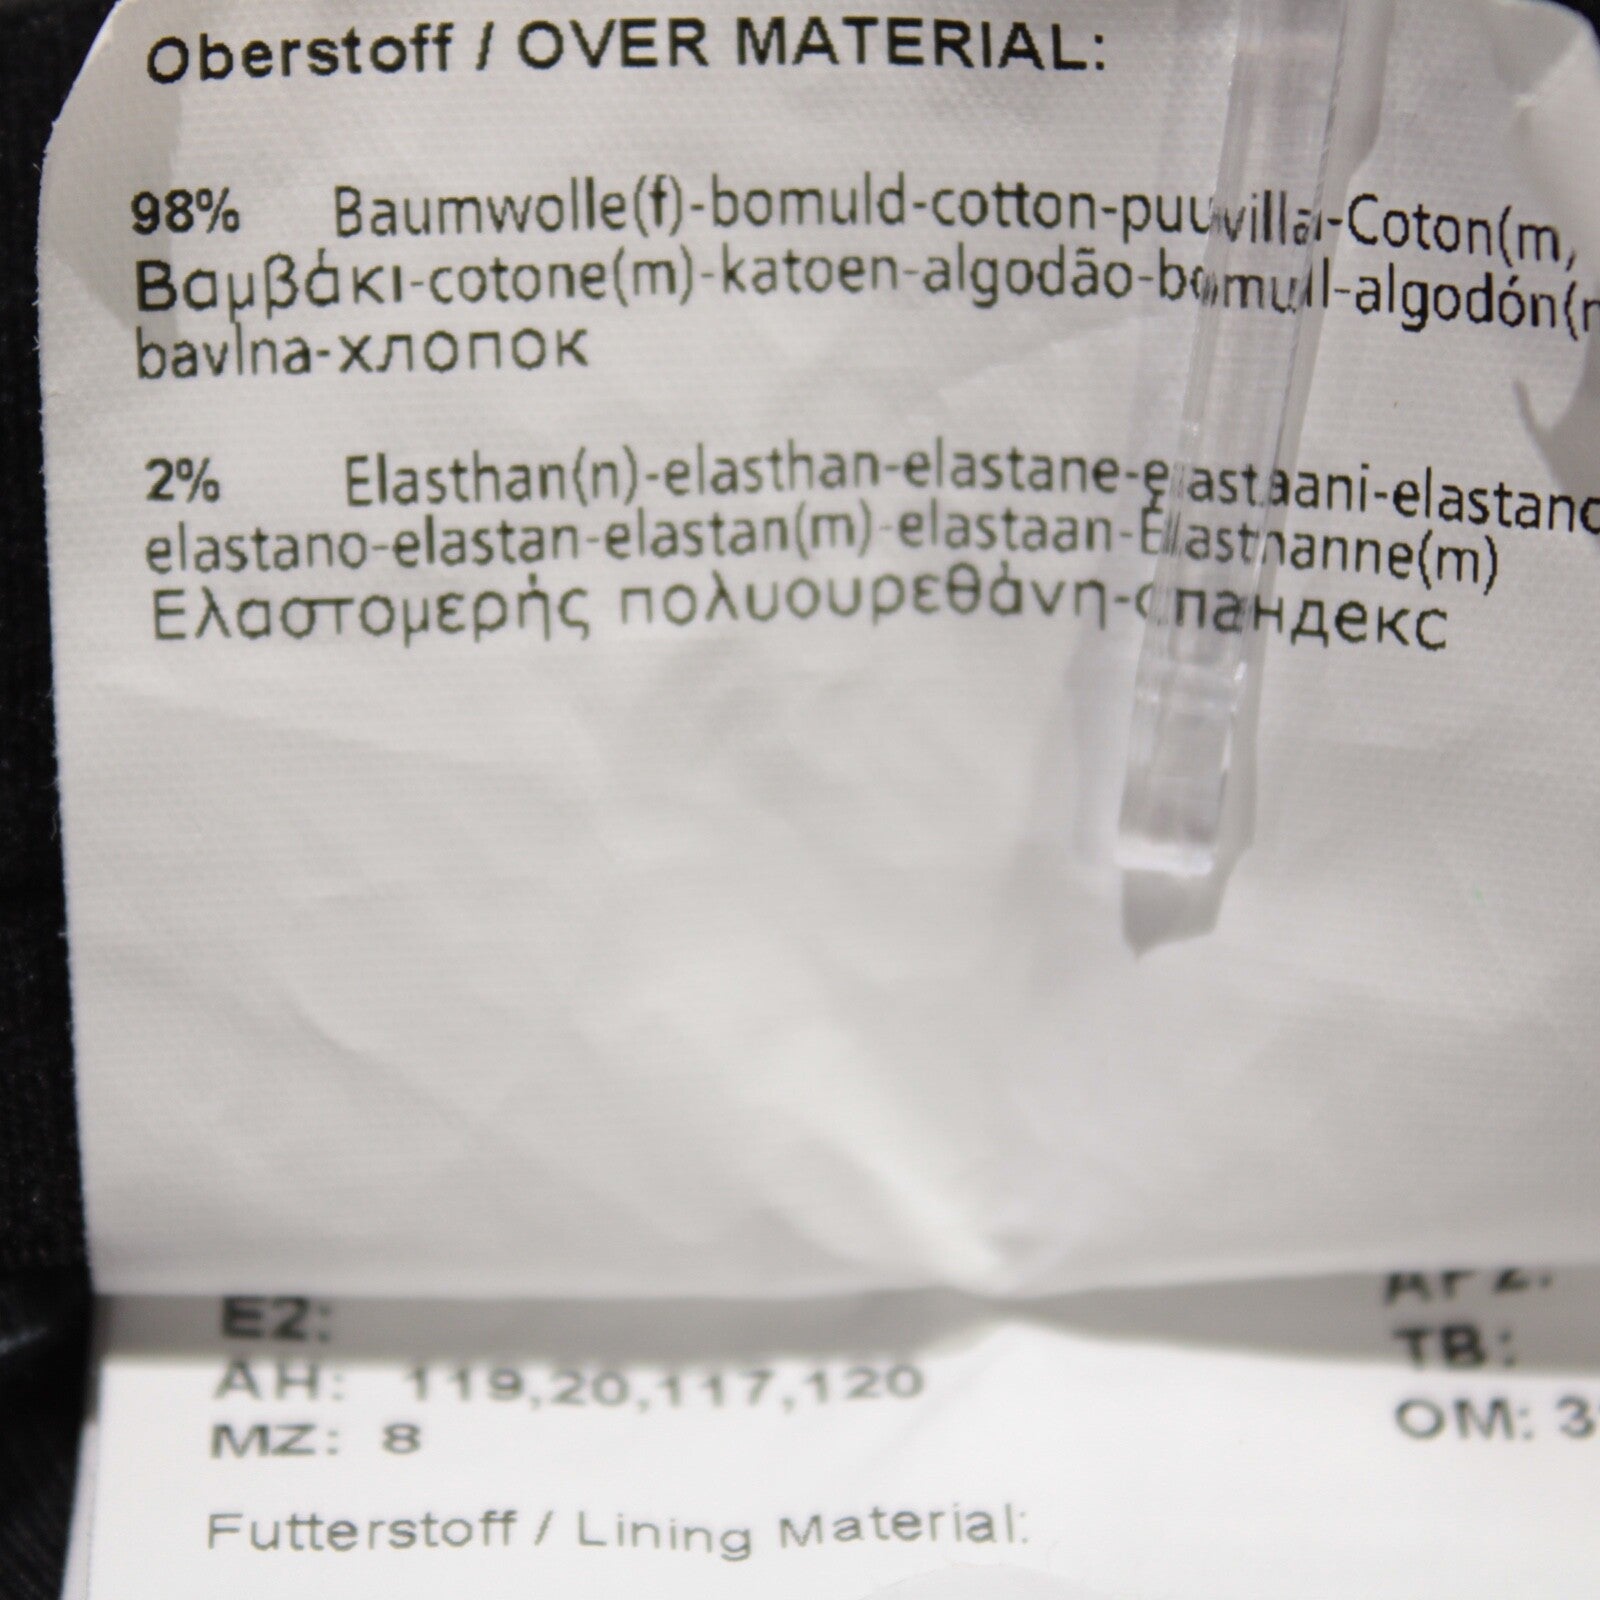 Oberstoff / OVER MATERIAL:
98% Baumwolle(f)-bomuld-cotton-puuvilla-Coton(m,
Βαμβάκι-cotone(m)-katoen-algodão-bomull-algodón(
bavlna-хлопок
2% Elasthan(n)-elasthan-elastane-elastaani-elastano
elastano-elastan-elastan(m)-elastaan-Elasthanne(m)
Ελαστομερής πολυουρεθάνη-спандекс
E2:
AH: 119,20,117,120
MZ: 8
TB:
OM: 3
Futterstoff / Lining Material: